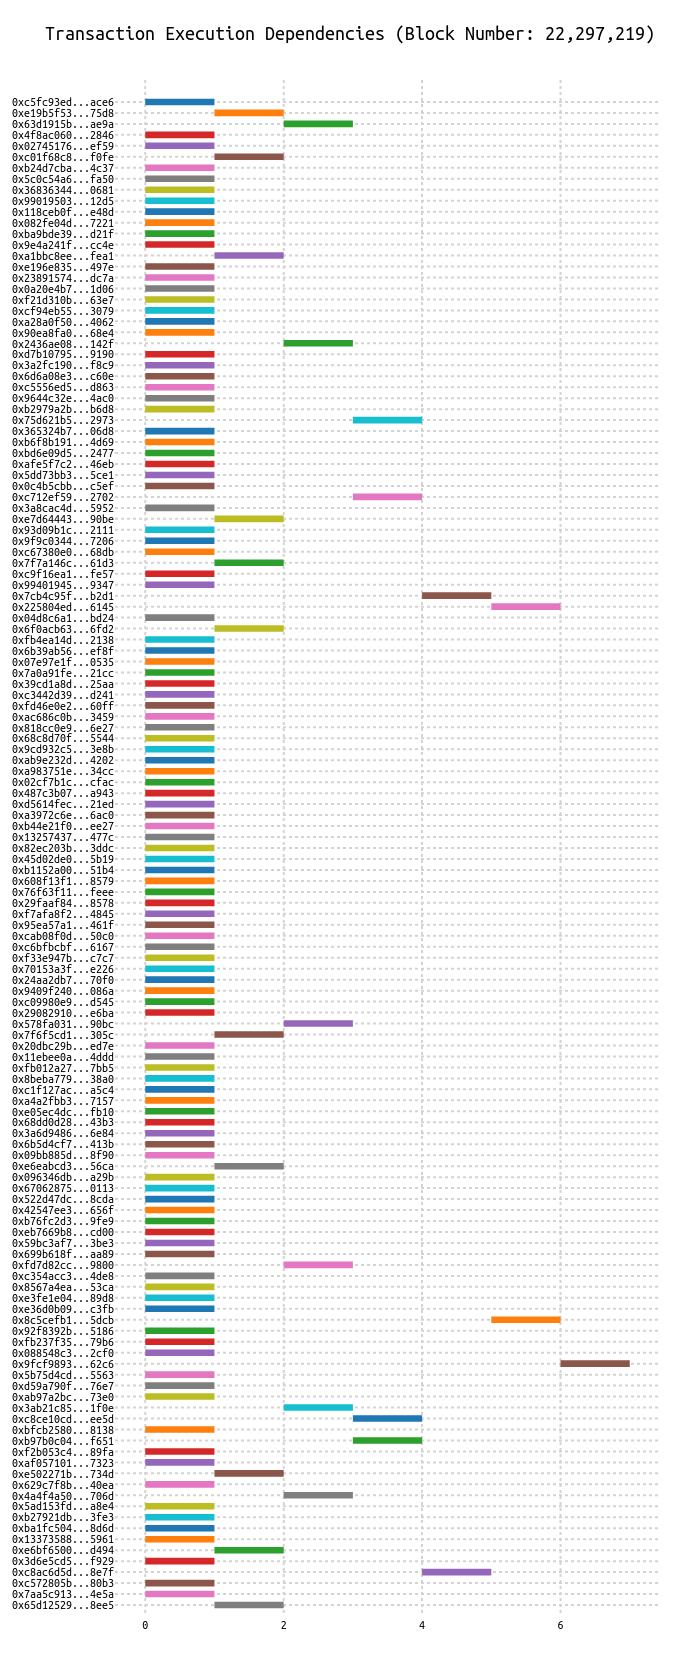 Transaction Execution Dependencies (Block Number: 22,297,219)
0xc5fc93ed...ace6
0xe19b5f53...75d8
0x63d1915b...ae9a
0x4f8ac060...2846
0x02745176...ef59
0xc01f68c8...f0fe
0xb24d7cba...4c37
0x5c0c54a6...fa50
0x36836344...0681
0x99019503...12d5
0x118ceb0f...e48d
0x082fe04d...7221
0xba9bde39...d21f
0x9e4a241f...cc4e
0xa1bbc8ee...fea1
0xe196e835...497e
0x23891574...dc7a
0x0a20e4b7...1d06
0xf21d310b...63e7
0xcf94eb55...3079
0xa28a0f50...4062
0x90ea8fa0...68e4
0x2436ae08...142f
0xd7b10795...9190
0x3a2fc190...f8c9
0x6d6a08e3...c60e
0xc5556ed5...d863
0x9644c32e...4ac0
0xb2979a2b...b6d8
0x75d621b5...2973
0x365324b7...06d8
0xb6f8b191...4d69
0xbd6e09d5...2477
0xafe5f7c2...46eb
0x5dd73bb3...5ce1
0x0c4b5cbb...c5ef
0xc712ef59...2702
0x3a8cac4d...5952
0xe7d64443...90be
0x93d09b1c...2111
0x9f9c0344...7206
0xc67380e0...68db
0x7f7a146c...61d3
0xc9f16ea1...fe57
0x99401945...9347
0x7cb4c95f...b2d1
0x225804ed...6145
0x04d8c6a1...bd24
0x6f0acb63...6fd2
0xfb4ea14d...2138
0x6b39ab56...ef8f
0x07e97e1f...0535
0x7a0a91fe...21cc
0x39cd1a8d...25aa
0xc3442d39...d241
0xfd46e0e2...60ff
0xac686c0b...3459
0x818cc0e9...6e27
0x68c8d70f...5544
0x9cd932c5...3e8b
0xab9e232d...4202
0xa983751e...34cc
0x02cf7b1c...cfac
0x487c3b07...a943
0xd5614fec...21ed
0xa3972c6e...6ac0
0xb44e21f0...ee27
0x13257437...477c
0x82ec203b...3ddc
0x45d02de0...5b19
0xb1152a00...51b4
0x608f13f1...8579
0x76f63f11...feee
0x29faaf84...8578
0xf7afa8f2...4845
0x95ea57a1...461f
0xcab08f0d...50c0
0xc6bfbcbf...6167
0xf33e947b...c7c7
0x70153a3f...e226
0x24aa2db7...70f0
0x9409f240...086a
0xc09980e9...d545
0x29082910...e6ba
0x578fa031...90bc
0x7f6f5cd1...305c
0x20dbc29b...ed7e
0x11ebee0a...4ddd
0xfb012a27...7bb5
0x8beba779...38a0
0xc1f127ac...a5c4
0xa4a2fbb3...7157
0xe05ec4dc...fb10
0x68dd0d28...43b3
0x3a6d9486...6e84
0x6b5d4cf7...413b
0x09bb885d...8f90
0xe6eabcd3...56ca
0x096346db...a29b
0x67062875...0113
0x522d47dc...8cda
0x42547ee3...656f
0xb76fc2d3...9fe9
0xeb7669b8...cd00
0x59bc3af7...3be3
0x699b618f...aa89
0xfd7d82cc...9800
0xc354acc3...4de8
0x8567a4ea...53ca
0xe3fe1e04...89d8
0xe36d0b09...c3fb
0x8c5cefb1...5dcb
0x92f8392b...5186
0xfb237f35...79b6
0x088548c3...2cf0
0x9fcf9893...62c6
0x5b75d4cd...5563
0xd59a790f...76e7
0xab97a2bc...73e0
0x3ab21c85...1f0e
0xc8ce10cd...ee5d
0xbfcb2580...8138
0xb97b0c04...f651
0xf2b053c4...89fa
0xaf057101...7323
0xe502271b...734d
0x629c7f8b...40ea
0x4a4f4a50...706d
0x5ad153fd...a8e4
0xb27921db...3fe3
0xba1fc504...8d6d
0x13373588...5961
0xe6bf6500...d494
0x3d6e5cd5...f929
0xc8ac6d5d...8e7f
0xc572805b...80b3
0x7aa5c913...4e5a
0x65d12529...8ee5
0 2 4 6